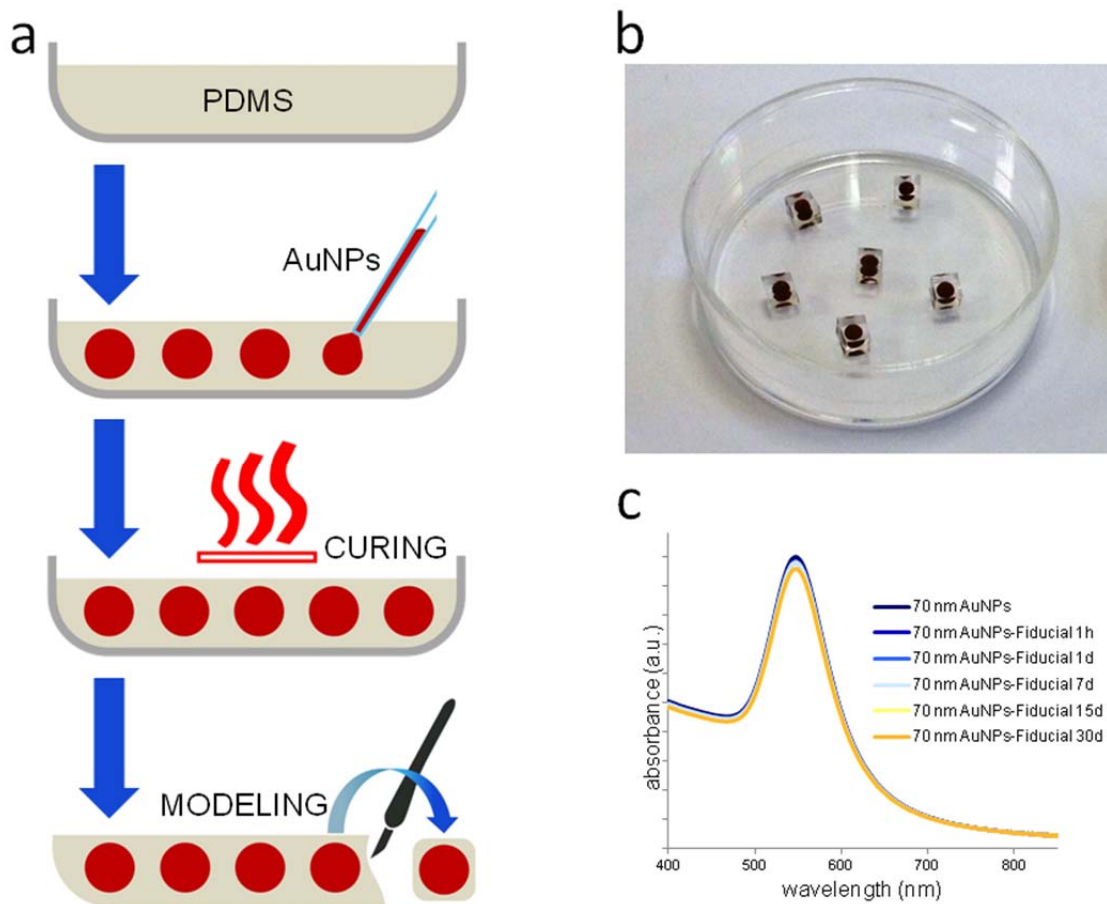 a
PDMS
AuNPs
CURING
MODELING
b
c
absorbance (a.u.)
70 nm AuNPs
70 nm AuNPs-Fiducial 1h
70 nm AuNPs-Fiducial 1d
70 nm AuNPs-Fiducial 7d
70 nm AuNPs-Fiducial 15d
70 nm AuNPs-Fiducial 30d
400 500 600 700 800
wavelength (nm)